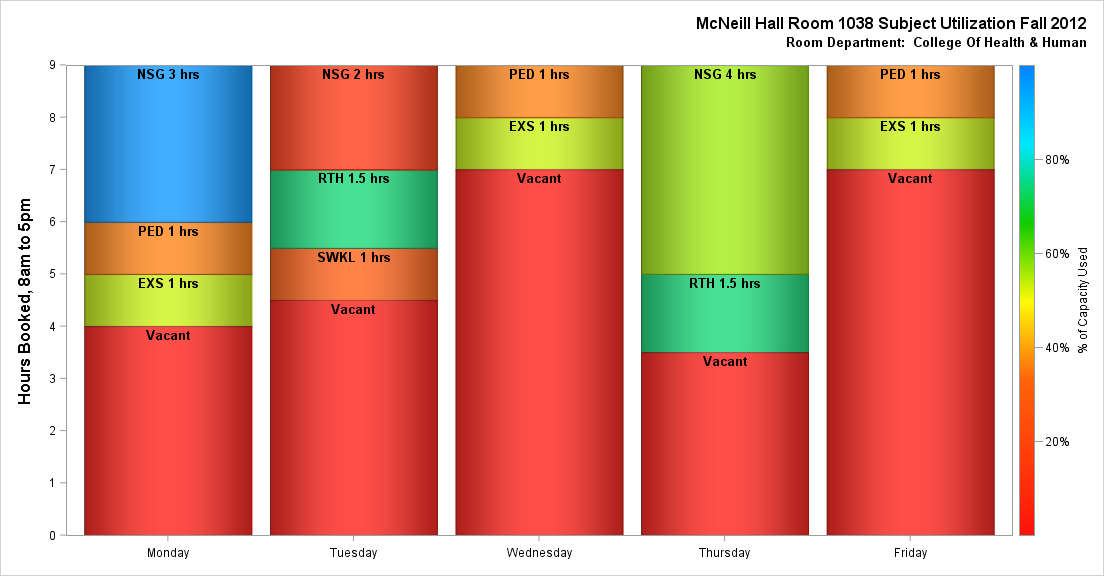 McNeill Hall Room 1038 Subject Utilization Fall 2012
Room Department: College Of Health & Human
Hours Booked, 8am to 5pm
9
8
7
6
5
4
3
2
1
0
NSG 3 hrs
PED 1 hrs
EXS 1 hrs
Vacant
NSG 2 hrs
RTH 1.5 hrs
SWKL 1 hrs
Vacant
PED 1 hrs
EXS 1 hrs
Vacant
NSG 4 hrs
RTH 1.5 hrs
Vacant
PED 1 hrs
EXS 1 hrs
Vacant
Monday
Tuesday
Wednesday
Thursday
Friday
80%
60%
40%
20%
% of Capacity Used